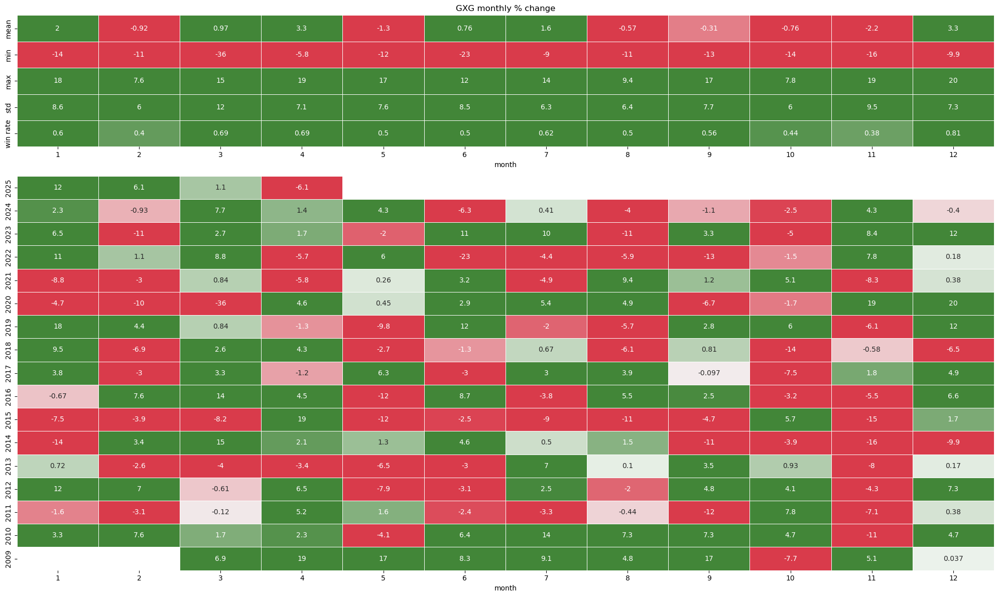 GXG monthly % change
mean 2 -0.92 0.97 3.3 -1.3 0.76 1.6 -0.57 -0.31 -0.76 -2.2 3.3
min -14 -11 -36 -5.8 -12 -23 -9 -11 -13 -14 -16 -9.9
max 18 7.6 15 19 17 12 14 9.4 17 7.8 19 20
std 8.6 6 12 7.1 7.6 8.5 6.3 6.4 7.7 6 9.5 7.3
win rate 0.6 0.4 0.69 0.69 0.5 0.5 0.62 0.5 0.56 0.44 0.38 0.81
1 2 3 4 5 6 7 8 9 10 11 12
month
2025 12 6.1 1.1 -6.1
2024 2.3 -0.93 7.7 1.4 4.3 -6.3 0.41 -4 -1.1 -2.5 4.3 -0.4
2023 6.5 -11 2.7 1.7 -2 11 10 -11 3.3 -5 8.4 12
2022 11 1.1 8.8 -5.7 6 -23 -4.4 -5.9 -13 -1.5 7.8 0.18
2021 -8.8 -3 0.84 -5.8 0.26 3.2 -4.9 9.4 1.2 5.1 -8.3 0.38
2020 -4.7 -10 -36 4.6 0.45 2.9 5.4 4.9 -6.7 -1.7 19 20
2019 18 4.4 0.84 -1.3 -9.8 12 -2 -5.7 2.8 6 -6.1 12
2018 9.5 -6.9 2.6 4.3 -2.7 -1.3 0.67 -6.1 0.81 -14 -0.58 -6.5
2017 3.8 -3 3.3 -1.2 6.3 -3 3 3.9 -0.097 -7.5 1.8 4.9
2016 -0.67 7.6 14 4.5 -12 8.7 -3.8 5.5 2.5 -3.2 -5.5 6.6
2015 -7.5 -3.9 -8.2 19 -12 -2.5 -9 -11 -4.7 5.7 -15 1.7
2014 -14 3.4 15 2.1 1.3 4.6 0.5 1.5 -11 -3.9 -16 -9.9
2013 0.72 -2.6 -4 -3.4 -6.5 -3 7 0.1 3.5 0.93 -8 0.17
2012 12 7 -0.61 6.5 -7.9 -3.1 2.5 -2 4.8 4.1 -4.3 7.3
2011 -1.6 -3.1 -0.12 5.2 1.6 -2.4 -3.3 -0.44 -12 7.8 -7.1 0.38
2010 3.3 7.6 1.7 2.3 -4.1 6.4 14 7.3 7.3 4.7 -11 4.7
2009 6.9 19 17 8.3 9.1 4.8 17 -7.7 5.1 0.037
1 2 3 4 5 6 7 8 9 10 11 12
month